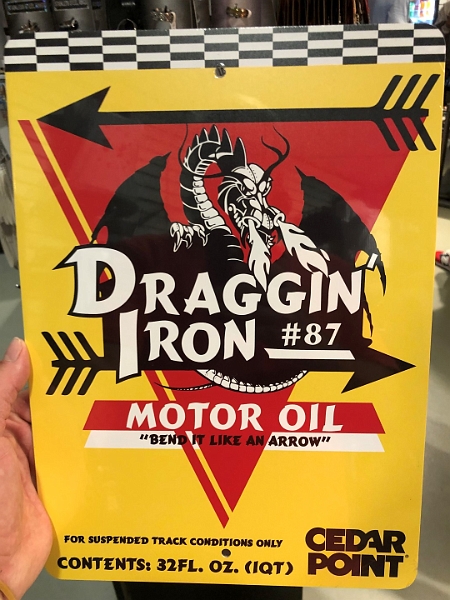 DRAGGIN'
IRON #87
MOTOR OIL
"BEND IT LIKE AN ARROW"
FOR SUSPENDED TRACK CONDITIONS ONLY
CONTENTS: 32FL. OZ. (1QT)
CEDAR
POINT®